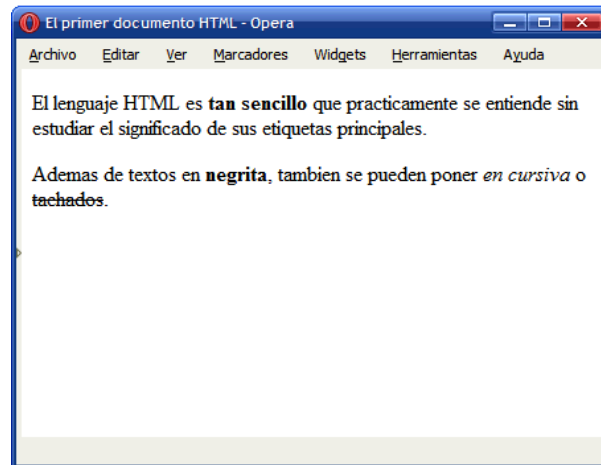 El primer documento HTML - Opera
Archivo Editar Ver Marcadores Widgets Herramientas Ayuda
El lenguaje HTML es tan sencillo que practicamente se entiende sin
estudiar el significado de sus etiquetas principales.
Ademas de textos en negrita, tambien se pueden poner en cursiva o
tachados.